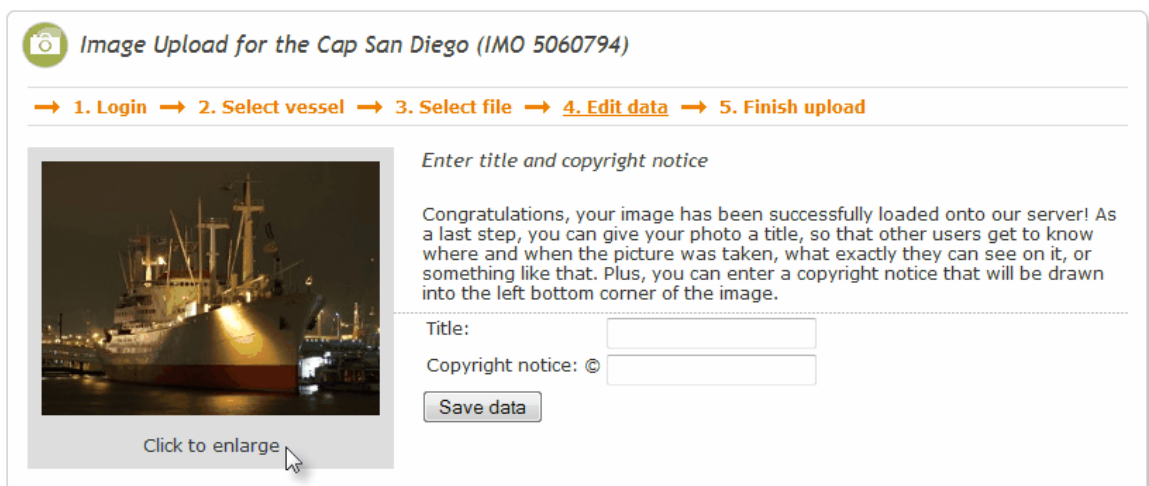 Image Upload for the Cap San Diego (IMO 5060794)
→ 1. Login → 2. Select vessel → 3. Select file → 4. Edit data → 5. Finish upload
Enter title and copyright notice
Congratulations, your image has been successfully loaded onto our server! As
a last step, you can give your photo a title, so that other users get to know
where and when the picture was taken, what exactly they can see on it, or
something like that. Plus, you can enter a copyright notice that will be drawn
into the left bottom corner of the image.
Title:
Copyright notice: ©
Save data
Click to enlarge